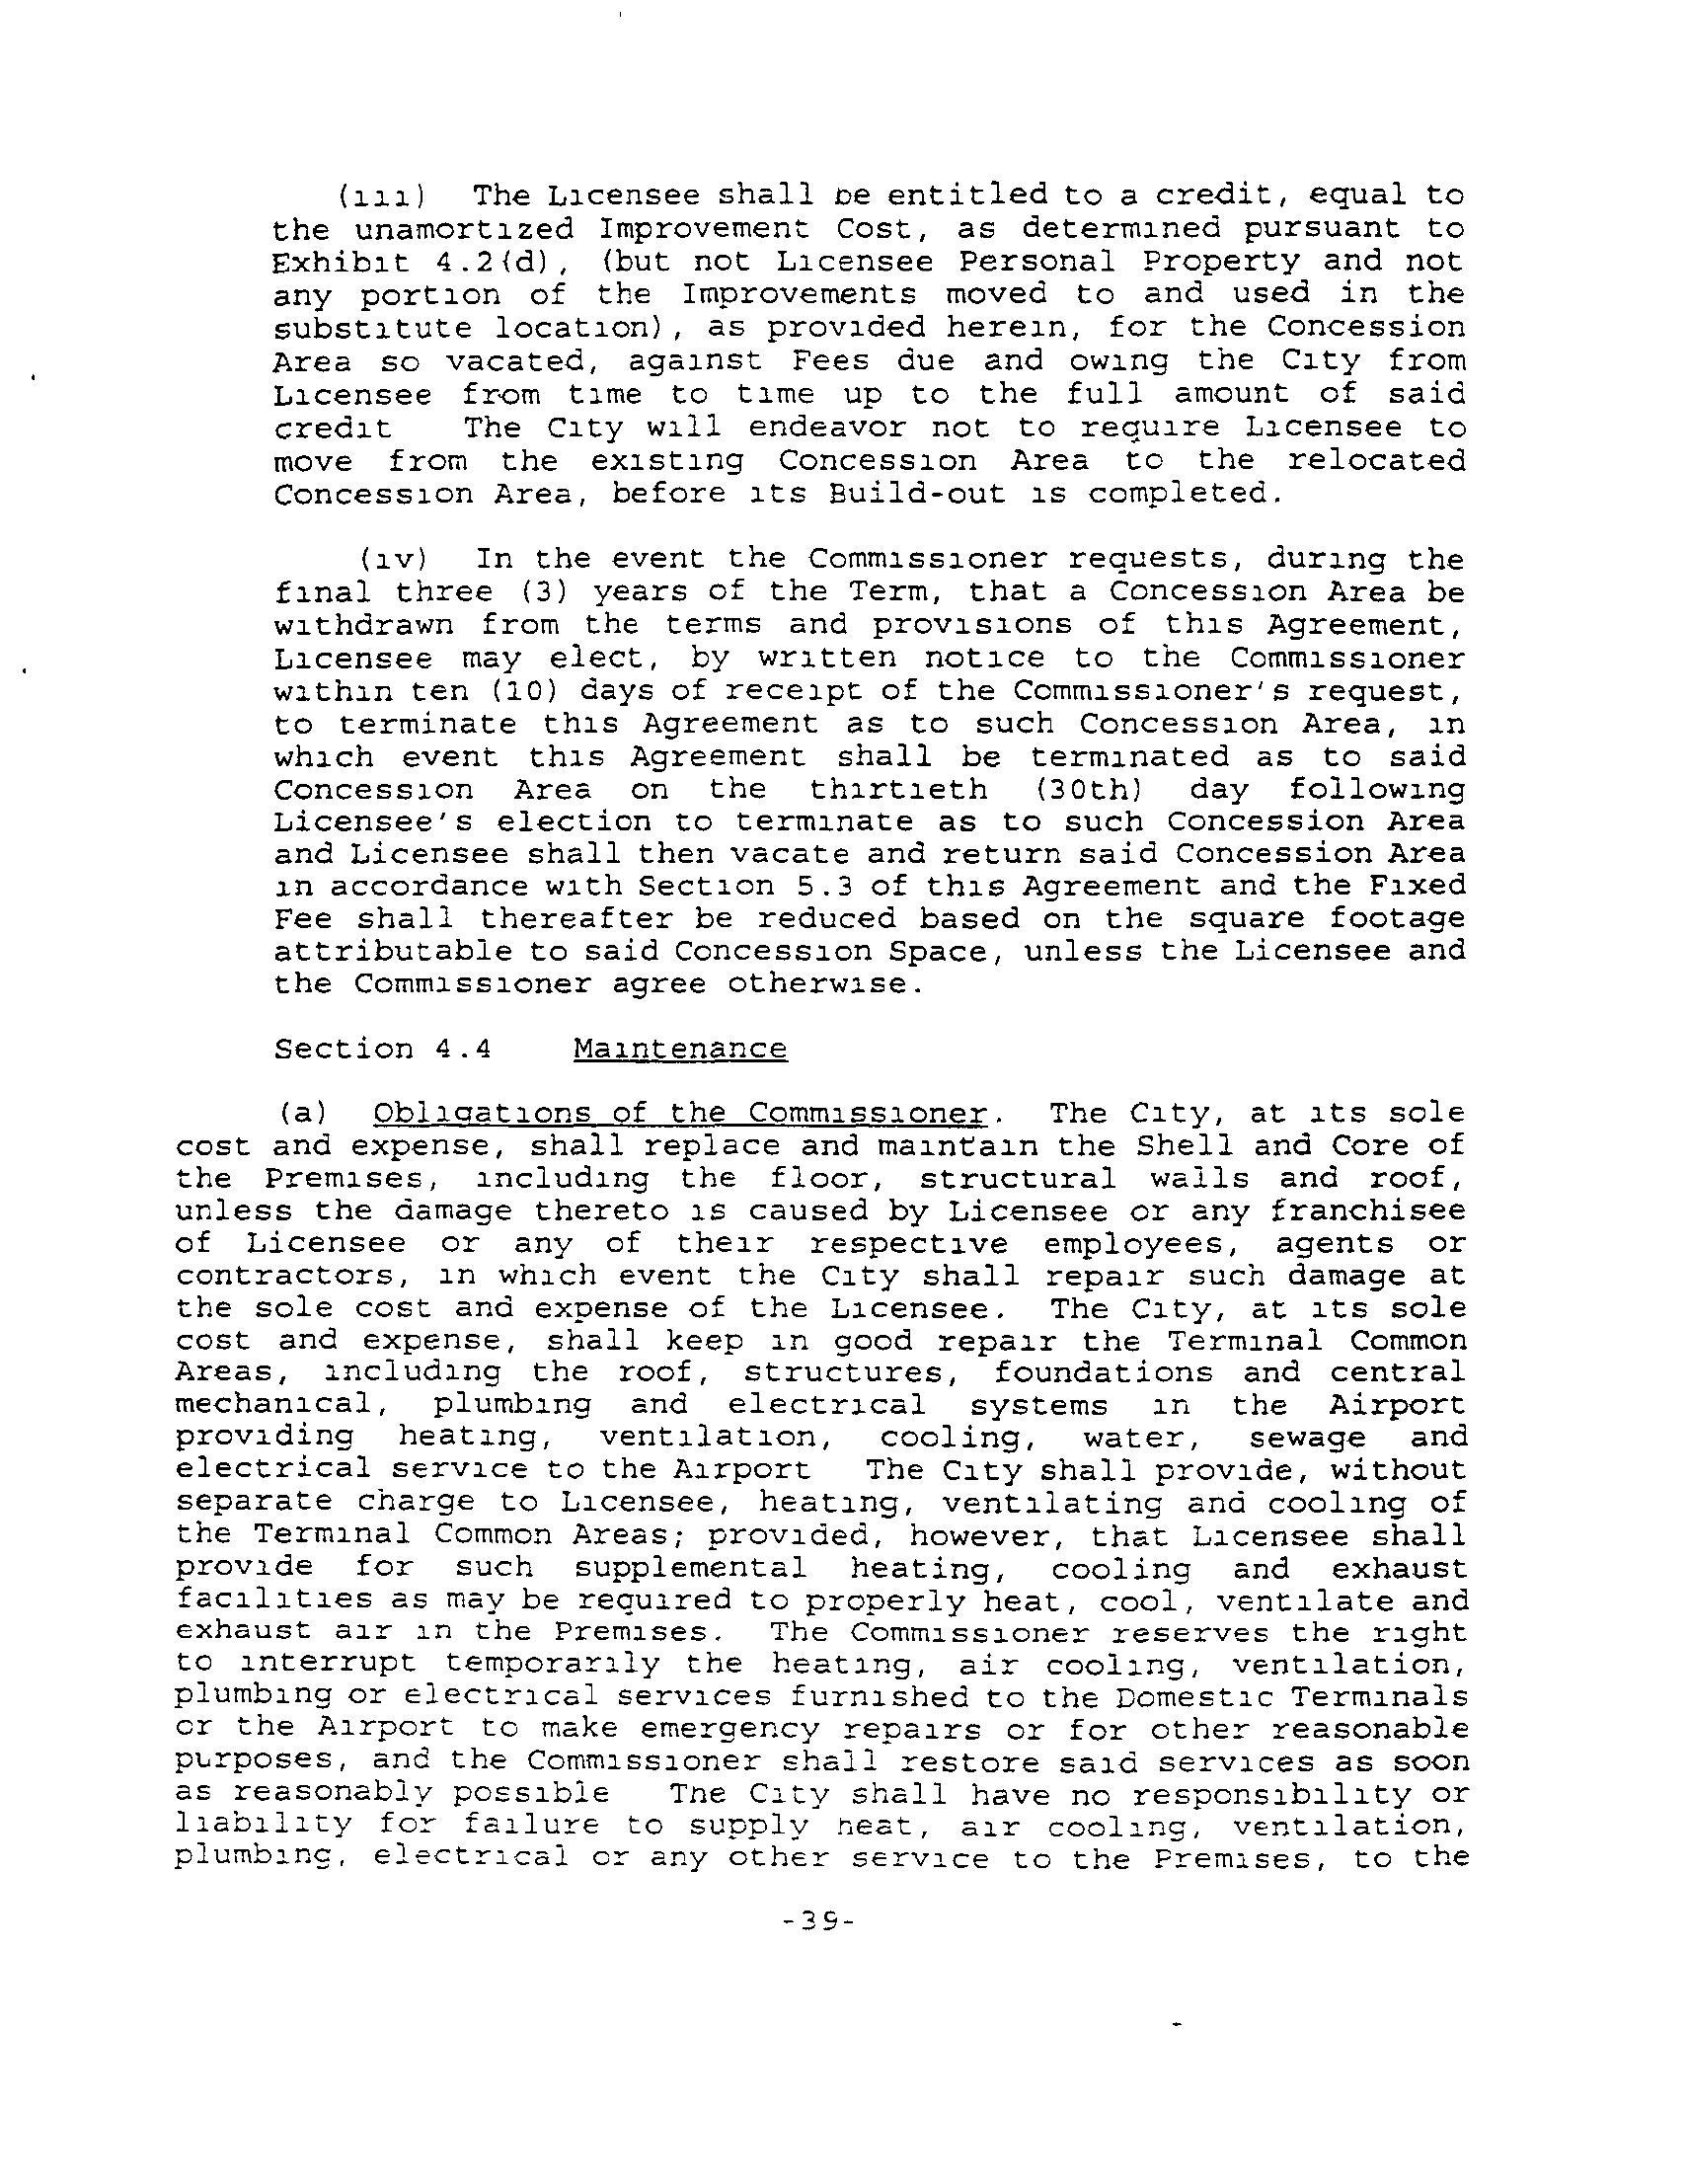 (iii) The Licensee shall be entitled to a credit, equal to
the unamortized Improvement Cost, as determined pursuant to
Exhibit 4.2(d), (but not Licensee Personal Property and not
any portion of the Improvements moved to and used in the
substitute location), as provided herein, for the Concession
Area so vacated, against Fees due and owing the City from
Licensee from time to time up to the full amount of said
credit The City will endeavor not to require Licensee to
move from the existing Concession Area to the relocated
Concession Area, before its Build-out is completed.
(iv) In the event the Commissioner requests, during the
final three (3) years of the Term, that a Concession Area be
withdrawn from the terms and provisions of this Agreement,
Licensee may elect, by written notice to the Commissioner
within ten (10) days of receipt of the Commissioner's request,
to terminate this Agreement as to such Concession Area, in
which event this Agreement shall be terminated as to said
Concession Area on the thirtieth (30th) day following
Licensee's election to terminate as to such Concession Area
and Licensee shall then vacate and return said Concession Area
in accordance with Section 5.3 of this Agreement and the Fixed
Fee shall thereafter be reduced based on the square footage
attributable to said Concession Space, unless the Licensee and
the Commissioner agree otherwise.
Section 4.4 Maintenance
(a) Obligations of the Commissioner. The City, at its sole
cost and expense, shall replace and maintain the Shell and Core of
the Premises, including the floor, structural walls and roof,
unless the damage thereto is caused by Licensee or any franchisee
of Licensee or any of their respective employees, agents or
contractors, in which event the City shall repair such damage at
the sole cost and expense of the Licensee. The City, at its sole
cost and expense, shall keep in good repair the Terminal Common
Areas, including the roof, structures, foundations and central
mechanical, plumbing and electrical systems in the Airport
providing heating, ventilation, cooling, water, sewage and
electrical service to the Airport The City shall provide, without
separate charge to Licensee, heating, ventilating and cooling of
the Terminal Common Areas; provided, however, that Licensee shall
provide for such supplemental heating, cooling and exhaust
facilities as may be required to properly heat, cool, ventilate and
exhaust air in the Premises. The Commissioner reserves the right
to interrupt temporarily the heating, air cooling, ventilation,
plumbing or electrical services furnished to the Domestic Terminals
or the Airport to make emergency repairs or for other reasonable
purposes, and the Commissioner shall restore said services as soon
as reasonably possible The City shall have no responsibility or
liability for failure to supply heat, air cooling, ventilation,
plumbing, electrical or any other service to the Premises, to the
-39-